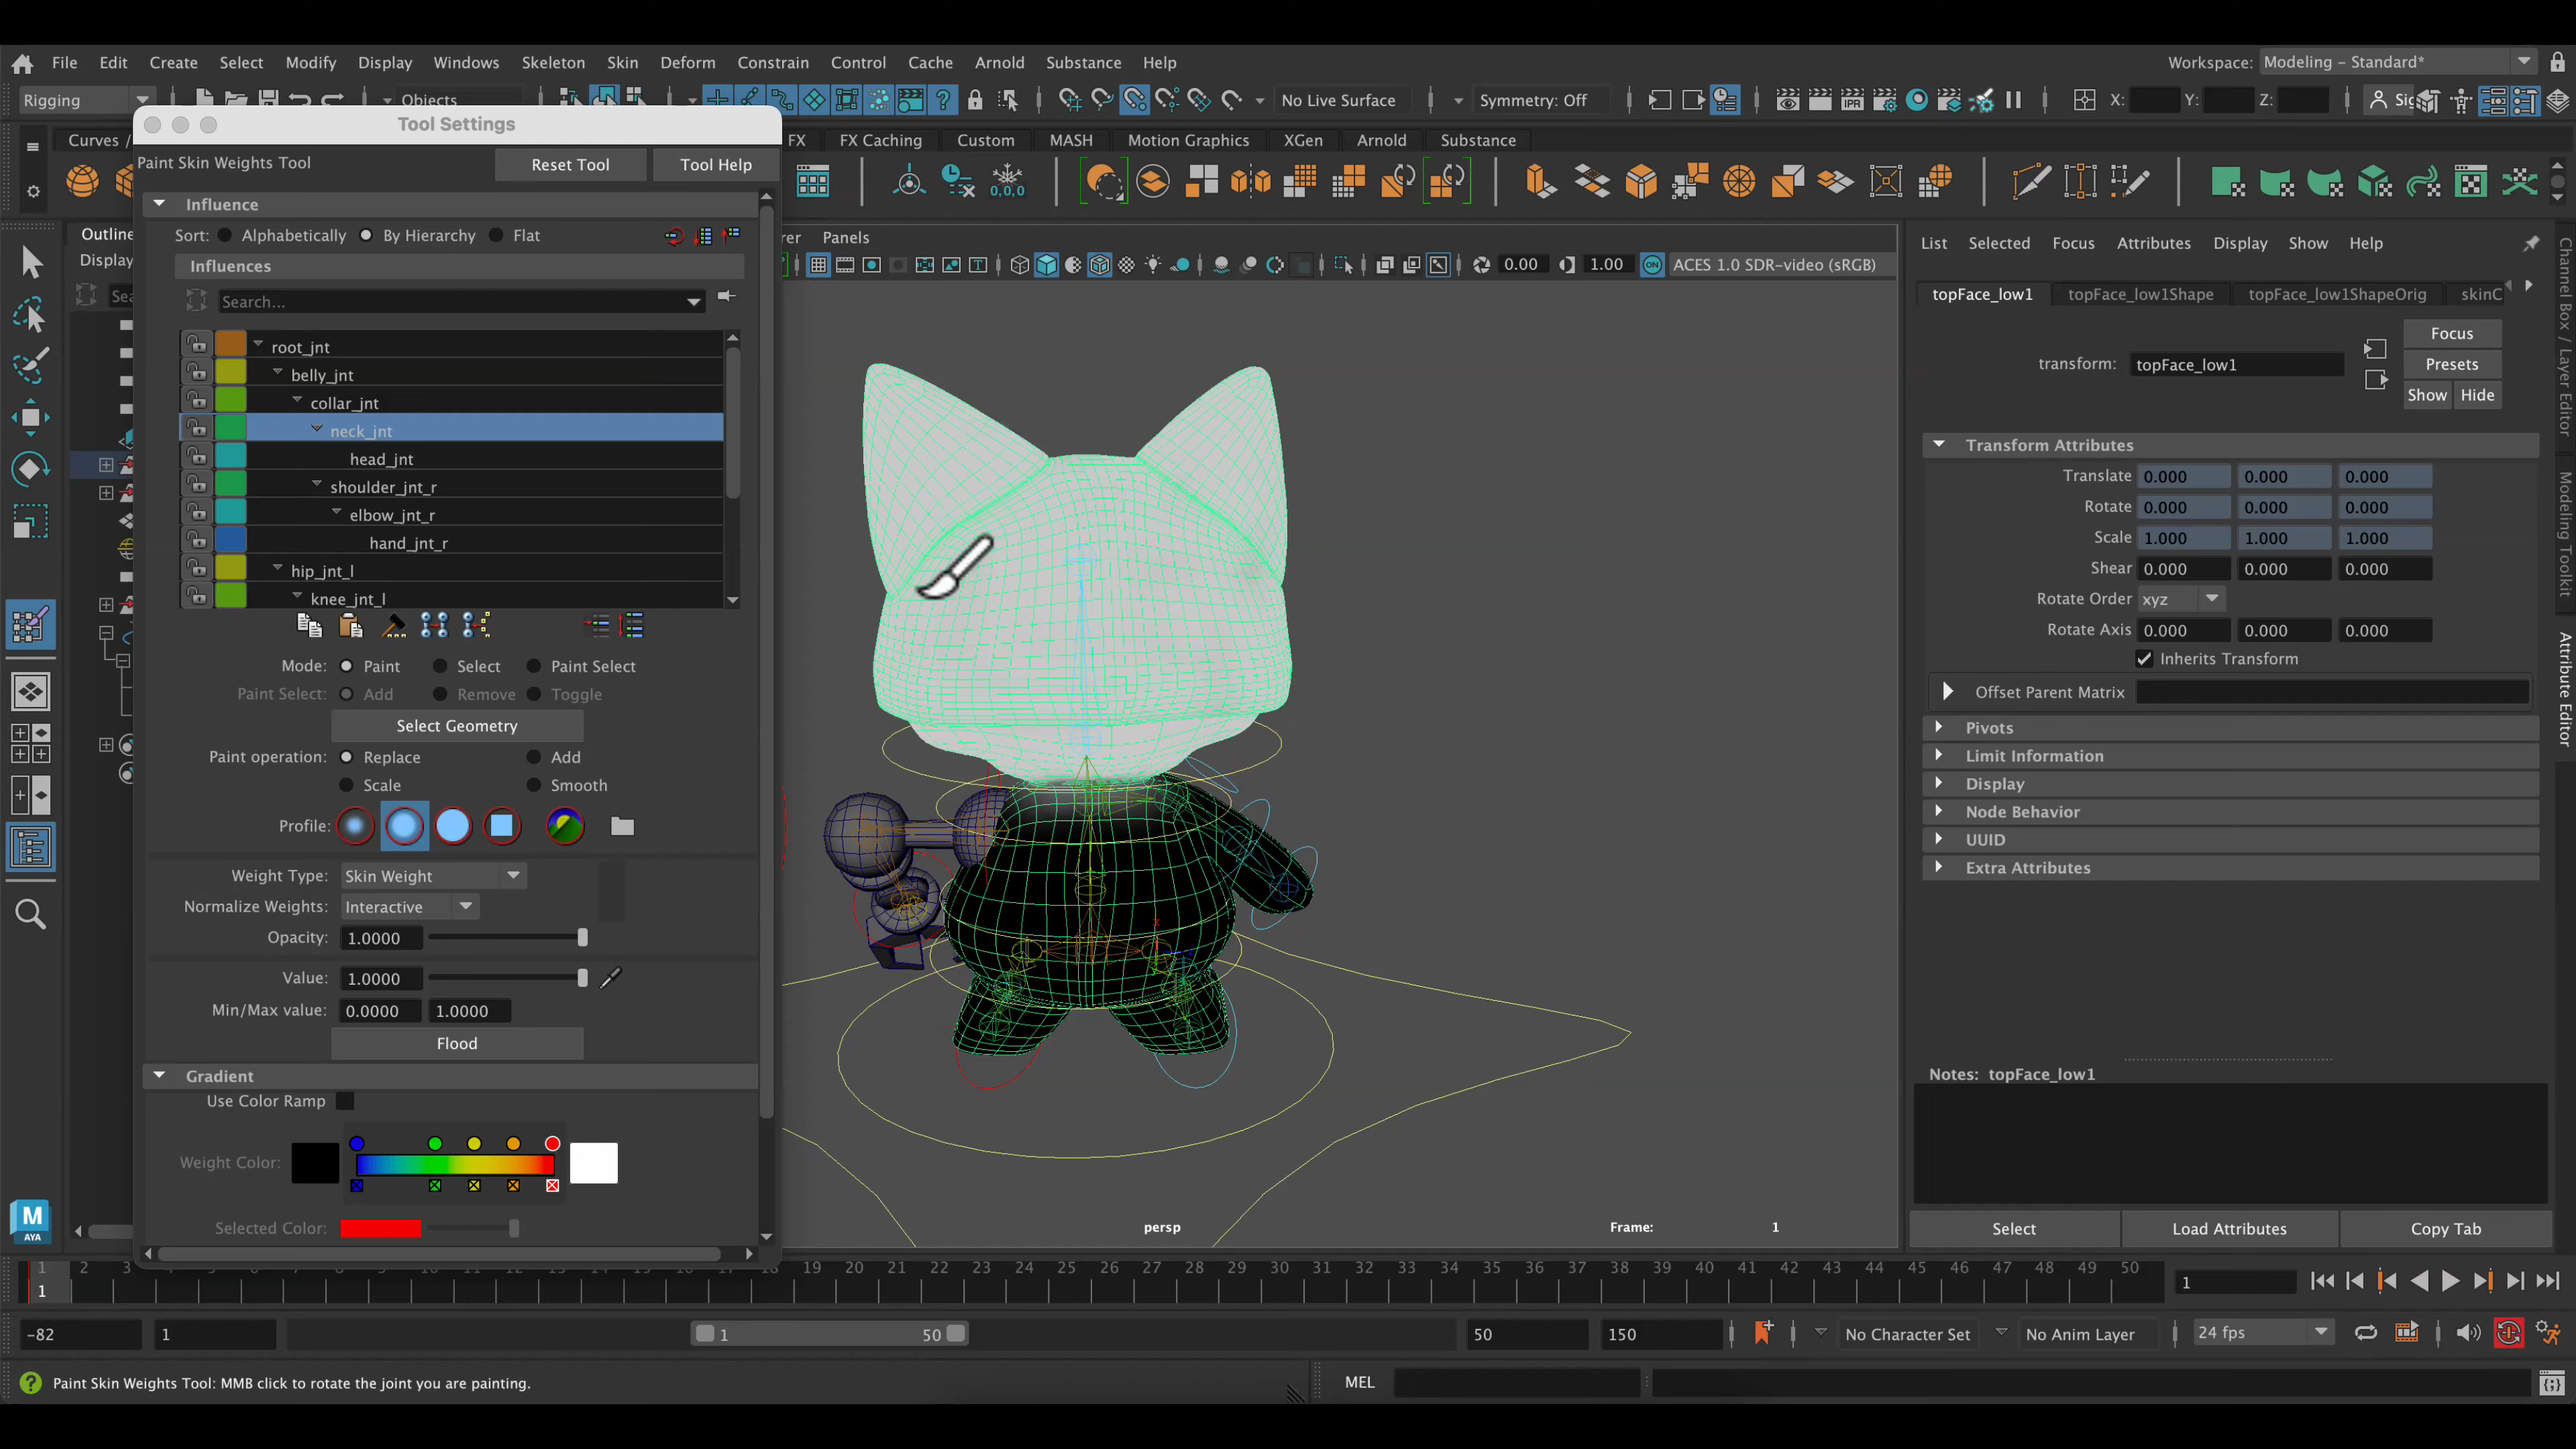 File Edit Create Select Modify Display Windows Skeleton Skin Deform Constrain Control Cache Arnold Substance Help
Workspace: Modeling - Standard*
Rigging Objects No Live Surface Symmetry: Off IPR X: Y: Z:
Tool Settings
Curves / FX FX Caching Custom MASH Motion Graphics XGen Arnold Substance
Paint Skin Weights Tool Reset Tool Tool Help
0,0,0
Influence
Sort: Alphabetically By Hierarchy Flat
Influences
Search...
root_jnt
belly_jnt
collar_jnt
neck_jnt
head_jnt
shoulder_jnt_r
elbow_jnt_r
hand_jnt_r
hip_jnt_l
knee_jnt_l
Mode: Paint Select Paint Select
Paint Select: Add Remove Toggle
Select Geometry
Paint operation: Replace Add
Scale Smooth
Profile:
Weight Type: Skin Weight
Normalize Weights: Interactive
Opacity: 1.0000
Value: 1.0000
Min/Max value: 0.0000 1.0000
Flood
Gradient
Use Color Ramp
Weight Color:
Selected Color:
Display
Panels
0.00 1.00 ON ACES 1.0 SDR-video (sRGB)
persp
Frame: 1
List Selected Focus Attributes Display Show Help
topFace_low1 topFace_low1Shape topFace_low1ShapeOrig skinC
Focus
transform: topFace_low1
Presets
Show Hide
Transform Attributes
Translate 0.000 0.000 0.000
Rotate 0.000 0.000 0.000
Scale 1.000 1.000 1.000
Shear 0.000 0.000 0.000
Rotate Order xyz
Rotate Axis 0.000 0.000 0.000
Inherits Transform
Offset Parent Matrix
Pivots
Limit Information
Display
Node Behavior
UUID
Extra Attributes
Notes: topFace_low1
Select Load Attributes Copy Tab
Channel Box / Layer Editor
Modeling Toolkit
Attribute Editor
M
AYA
1 2 3 19 20 21 22 23 24 25 26 27 28 29 30 31 32 33 34 35 36 37 38 39 40 41 42 43 44 45 46 47 48 49 50
1
1
-82 1 1 50 50 150 No Character Set No Anim Layer 24 fps
Paint Skin Weights Tool: MMB click to rotate the joint you are painting.
MEL